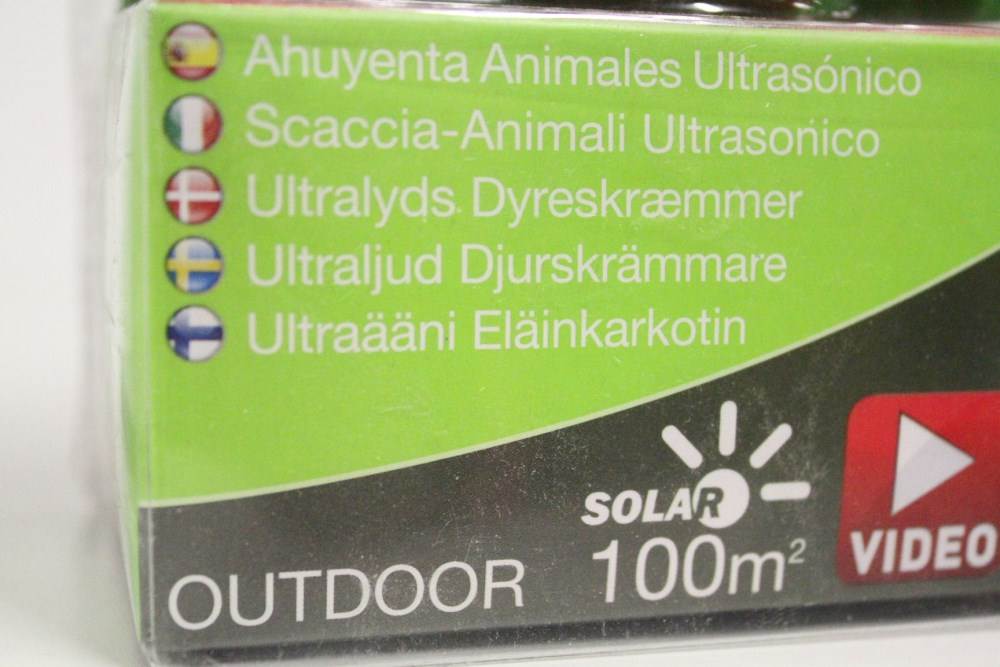 Ahuyenta Animales Ultrasónico
Scaccia-Animali Ultrasonico
Ultralyds Dyreskræmmer
Ultraljud Djurskrämmare
Ultraääni Eläinkarkotin
SOLAR
100m²
OUTDOOR
VIDEO